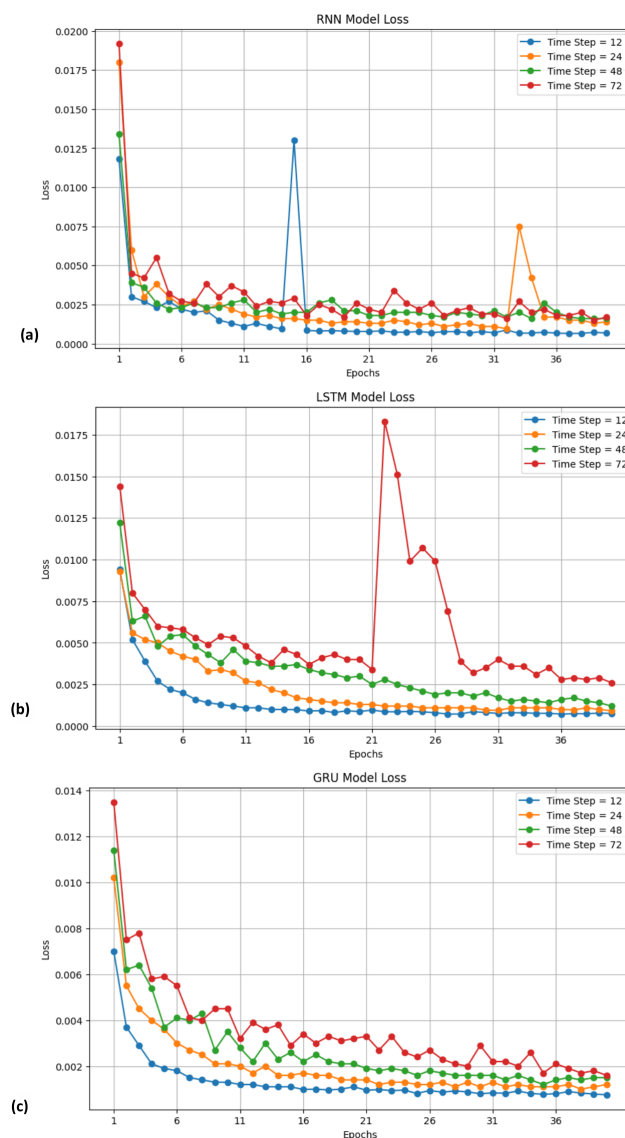 RNN Model Loss
0.0200
0.0175
0.0150
0.0125
0.0100
0.0075
0.0050
0.0025
0.0000
Loss
Time Step = 12
Time Step = 24
Time Step = 48
Time Step = 72
1 6 11 16 21 26 31 36
Epochs
(a)
LSTM Model Loss
0.0175
0.0150
0.0125
0.0100
0.0075
0.0050
0.0025
0.0000
Loss
Time Step = 12
Time Step = 24
Time Step = 48
Time Step = 72
1 6 11 16 21 26 31 36
Epochs
(b)
GRU Model Loss
0.014
0.012
0.010
0.008
0.006
0.004
0.002
Loss
Time Step = 12
Time Step = 24
Time Step = 48
Time Step = 72
1 6 11 16 21 26 31 36
Epochs
(c)